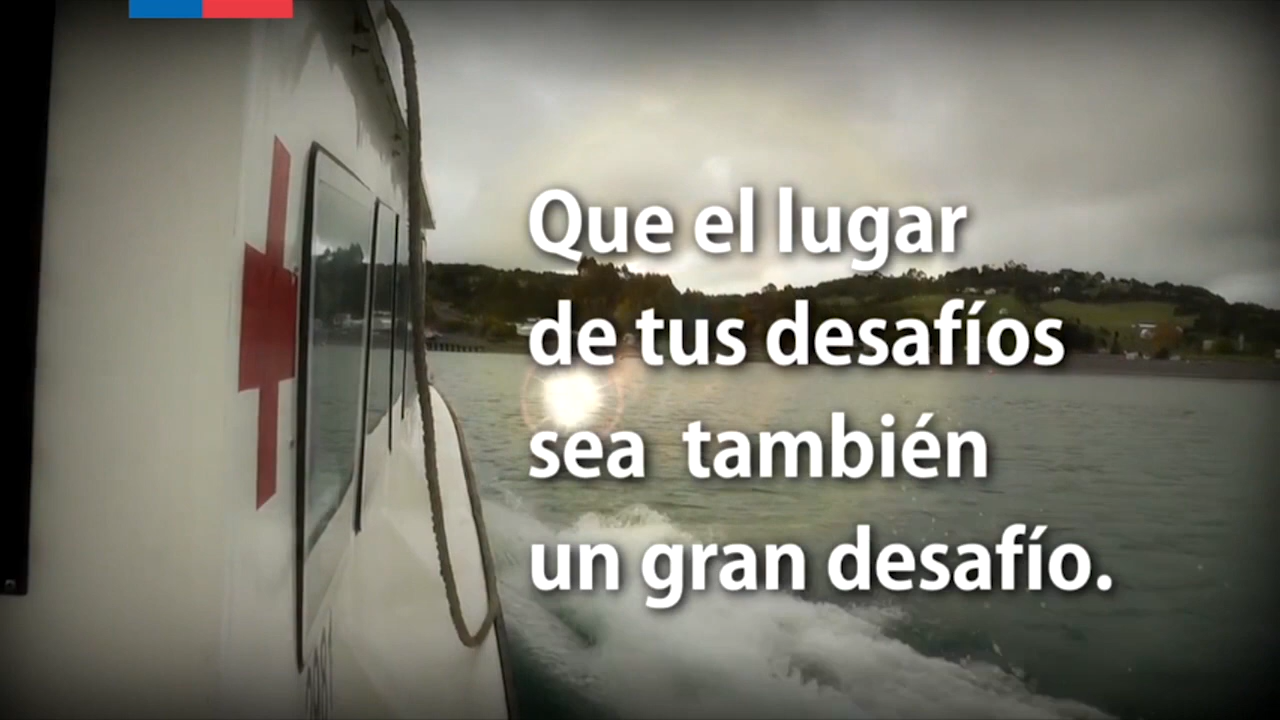 Que el lugar
de tus desafíos
sea también
un gran desafío.